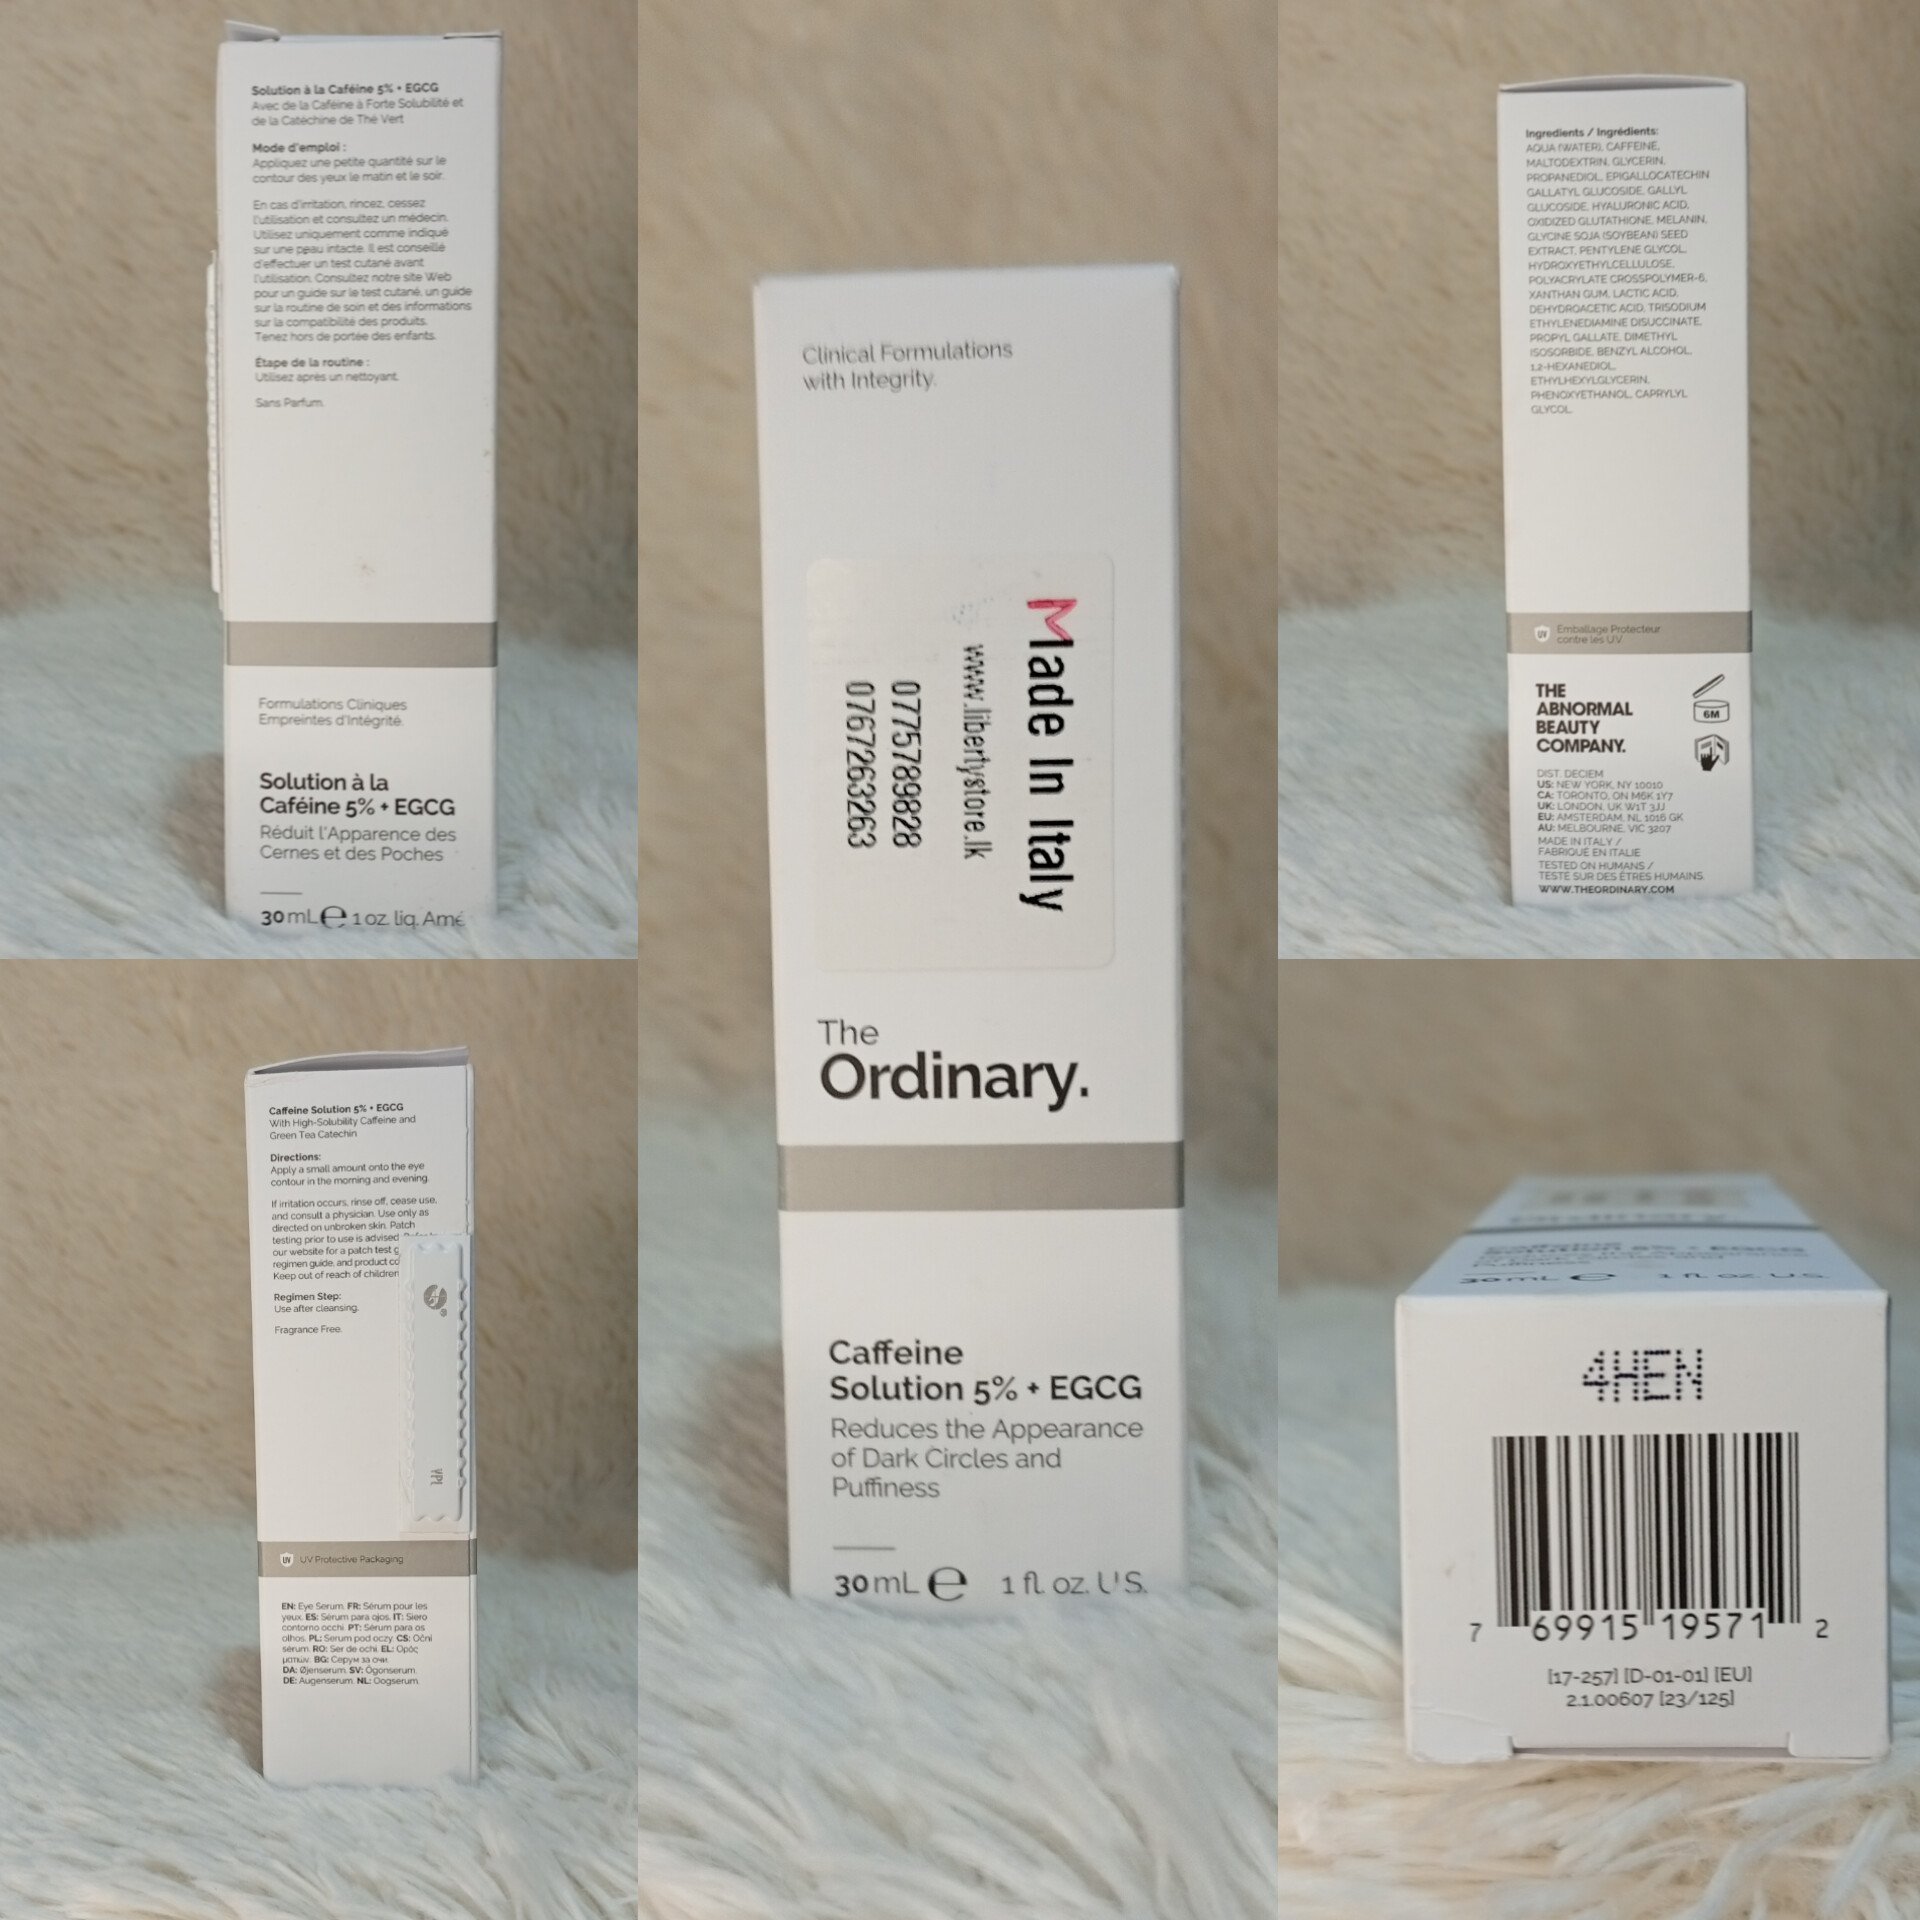 Solution à la Caféine 5% + EGCG
Avec de la Caféine à Forte Solubilité et
de la Catéchine de Thé Vert
Mode d'emploi :
Appliquez une petite quantité sur le
contour des yeux le matin et le soir.
En cas d'irritation, rincez, cessez
l'utilisation et consultez un médecin.
Utilisez uniquement comme indiqué
sur une peau intacte. Il est conseillé
d'effectuer un test cutané avant
l'utilisation. Consultez notre site Web
pour un guide sur le test cutané, un guide
sur la routine de soin et des informations
sur la compatibilité des produits.
Tenez hors de portée des enfants.
Étape de la routine :
Utilisez après un nettoyant.
Sans Parfum.
Formulations Cliniques
Empreintes d'Intégrité.
Solution à la
Caféine 5% + EGCG
Réduit l'Apparence des
Cernes et des Poches
30 mL ℮ 1 oz. liq. Amé
Clinical Formulations
with Integrity.
Made In Italy
www.libertystore.lk
0775789828
0767263263
The
Ordinary.
Caffeine
Solution 5% + EGCG
Reduces the Appearance
of Dark Circles and
Puffiness
30 mL ℮ 1 fl. oz. U.S.
Ingredients / Ingrédients:
AQUA (WATER), CAFFEINE,
MALTODEXTRIN, GLYCERIN,
PROPANEDIOL, EPIGALLOCATECHIN
GALLATYL GLUCOSIDE, GALLYL
GLUCOSIDE, HYALURONIC ACID,
OXIDIZED GLUTATHIONE, MELANIN,
GLYCINE SOJA (SOYBEAN) SEED
EXTRACT, PENTYLENE GLYCOL,
HYDROXYETHYLCELLULOSE,
POLYACRYLATE CROSSPOLYMER-6,
XANTHAN GUM, LACTIC ACID,
DEHYDROACETIC ACID, TRISODIUM
ETHYLENEDIAMINE DISUCCINATE,
PROPYL GALLATE, DIMETHYL
ISOSORBIDE, BENZYL ALCOHOL,
1,2-HEXANEDIOL,
ETHYLHEXYLGLYCERIN,
PHENOXYETHANOL, CAPRYLYL
GLYCOL.
UV Emballage Protecteur
contre les UV
THE
ABNORMAL
BEAUTY
COMPANY.
6M
DIST. DECIEM
US: NEW YORK, NY 10010
CA: TORONTO, ON M6K 1Y7
UK: LONDON, UK W1T 3JJ
EU: AMSTERDAM, NL 1016 GK
AU: MELBOURNE, VIC 3207
MADE IN ITALY /
FABRIQUÉ EN ITALIE
TESTED ON HUMANS /
TESTÉ SUR DES ÊTRES HUMAINS.
WWW.THEORDINARY.COM
Caffeine Solution 5% + EGCG
With High-Solubility Caffeine and
Green Tea Catechin
Directions:
Apply a small amount onto the eye
contour in the morning and evening.
If irritation occurs, rinse off, cease use,
and consult a physician. Use only as
directed on unbroken skin. Patch
testing prior to use is advised.
our website for a patch test g
regimen guide, and product co
Keep out of reach of children
Regimen Step:
Use after cleansing.
Fragrance Free.
UV UV Protective Packaging
EN: Eye Serum. FR: Sérum pour les
yeux. ES: Sérum para ojos. IT: Siero
contorno occhi. PT: Sérum para os
olhos. PL: Serum pod oczy. CS: Oční
sérum. RO: Ser de ochi. EL: Ορός
ματιών. BG: Серум за очи.
DA: Øjenserum. SV: Ögonserum.
DE: Augenserum. NL: Oogserum.
Caffeine
Solution 5% + EGCG
Puffiness
30 mL ℮ 1 fl. oz. U.S.
4HEN
7 69915 19571 2
[17-257] [D-01-01] [EU]
2.1.00607 [23/125]